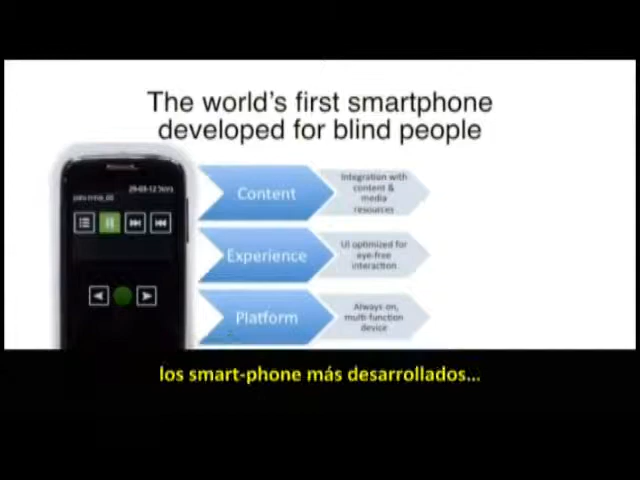 The world's first smartphone
developed for blind people
Content
Integration with
content &
media
resources
Experience
UI optimized for
eye-free
interaction
Platform
Always on,
multi-function
device
los smart-phone más desarrollados...